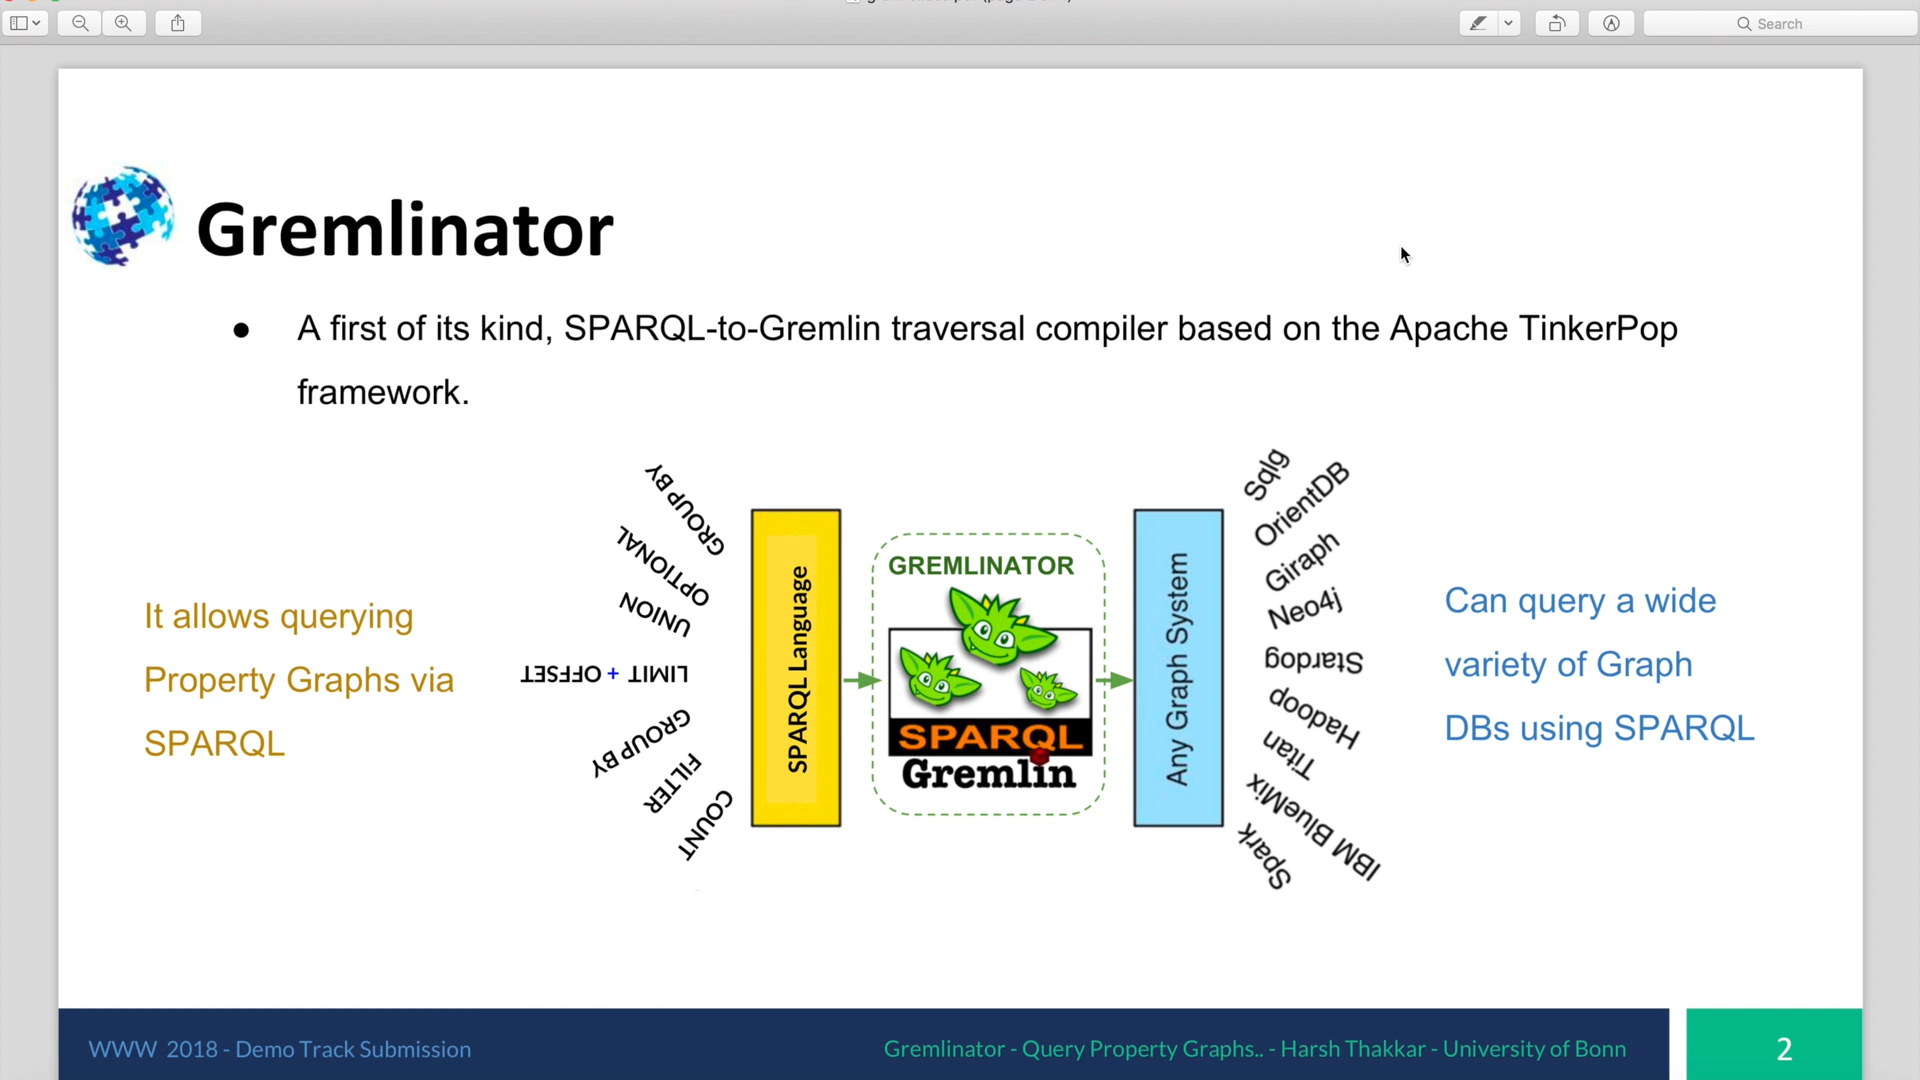 Search
Gremlinator
● A first of its kind, SPARQL-to-Gremlin traversal compiler based on the Apache TinkerPop
framework.
It allows querying
Property Graphs via
SPARQL
GROUP BY
OPTIONAL
UNION
LIMIT + OFFSET
GROUP BY
FILTER
COUNT
SPARQL Language
GREMLINATOR
SPARQL
Gremlin
Any Graph System
Sqlg
OrientDB
Giraph
Neo4j
Stardog
Hadoop
Titan
IBM BlueMix
Spark
Can query a wide
variety of Graph
DBs using SPARQL
WWW 2018 - Demo Track Submission
Gremlinator - Query Property Graphs.. - Harsh Thakkar - University of Bonn
2